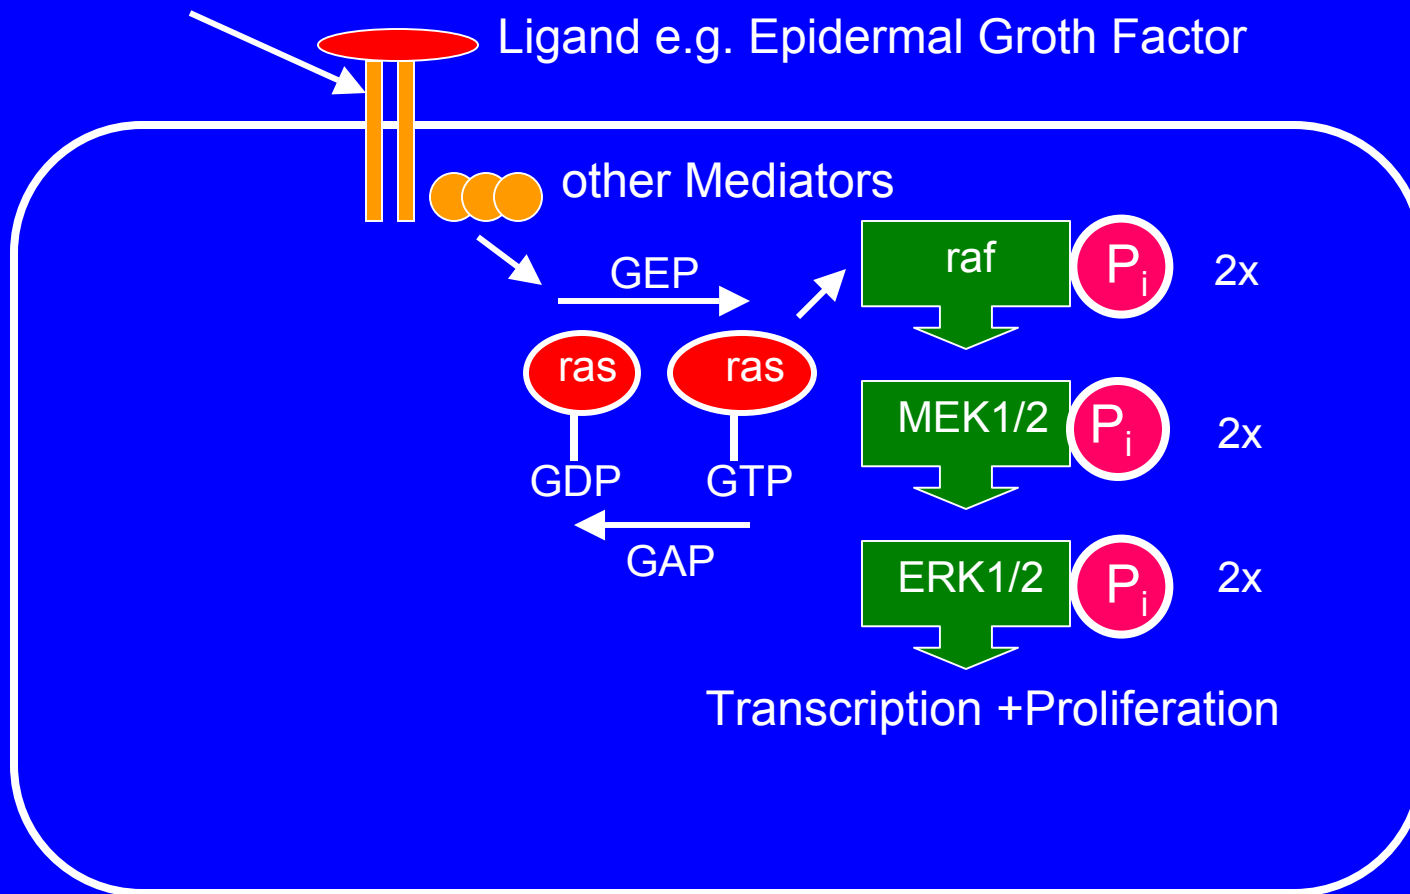 Ligand e.g. Epidermal Groth Factor
other Mediators
GEP
ras
ras
GDP
GTP
GAP
raf
Pi
2x
MEK1/2
Pi
2x
ERK1/2
Pi
2x
Transcription +Proliferation